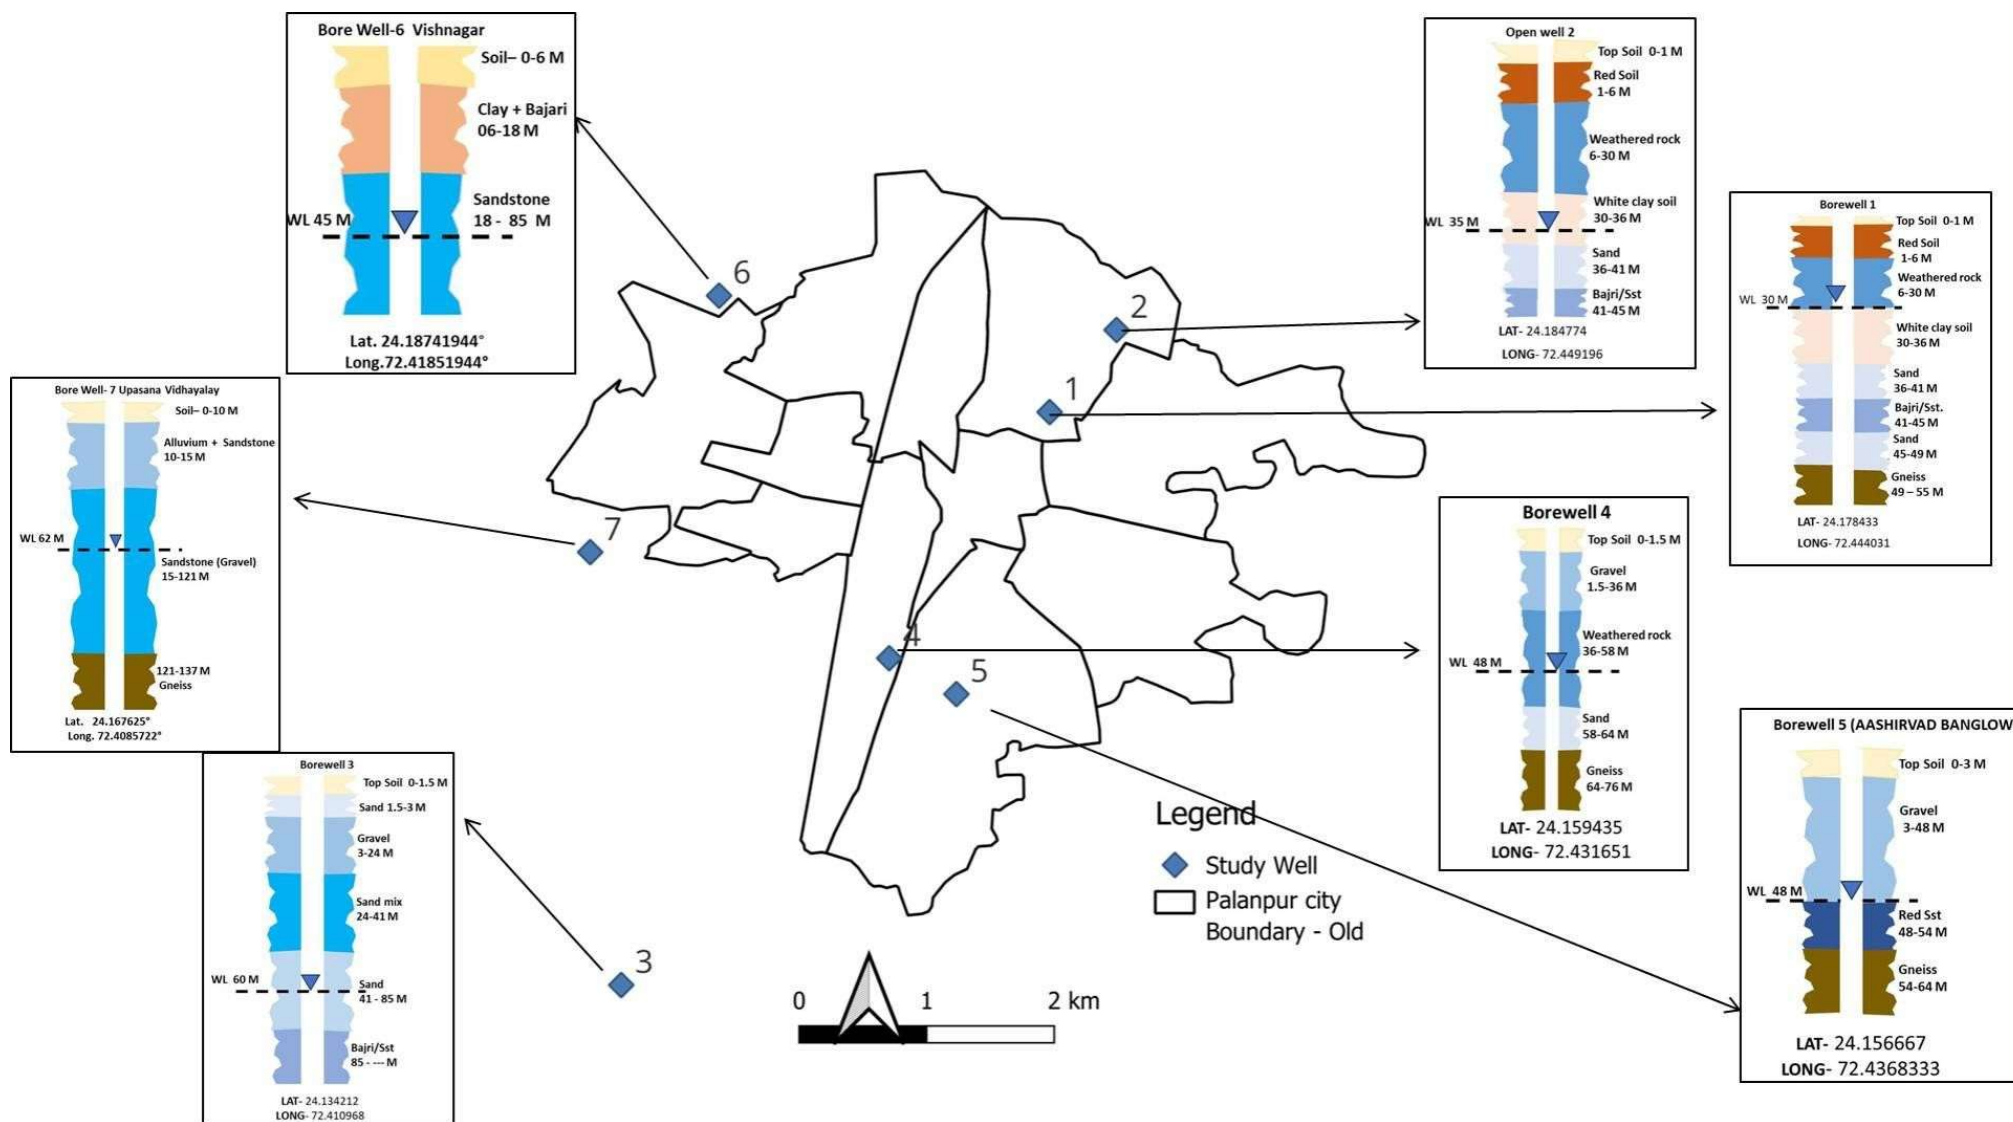 Bore Well-6 Vishnagar
Soil– 0-6 M
Clay + Bajari
06-18 M
Sandstone
18 - 85 M
WL 45 M
Lat. 24.18741944°
Long.72.41851944°
Open well 2
Top Soil 0-1 M
Red Soil
1-6 M
Weathered rock
6-30 M
White clay soil
30-36 M
WL 35 M
Sand
36-41 M
Bajri/Sst
41-45 M
LAT- 24.184774
LONG- 72.449196
Borewell 1
Top Soil 0-1 M
Red Soil
1-6 M
Weathered rock
6-30 M
WL 30 M
White clay soil
30-36 M
Sand
36-41 M
Bajri/Sst.
41-45 M
Sand
45-49 M
Gneiss
49 – 55 M
LAT- 24.178433
LONG- 72.444031
Bore Well- 7 Upasana Vidhayalay
Soil– 0-10 M
Alluvium + Sandstone
10-15 M
WL 62 M
Sandstone (Gravel)
15-121 M
121-137 M
Gneiss
Lat. 24.167625°
Long. 72.4085722°
6
2
1
7
4
5
3
Borewell 4
Top Soil 0-1.5 M
Gravel
1.5-36 M
Weathered rock
36-58 M
WL 48 M
Sand
58-64 M
Gneiss
64-76 M
LAT- 24.159435
LONG- 72.431651
Borewell 5 (AASHIRVAD BANGLOW
Top Soil 0-3 M
Gravel
3-48 M
WL 48 M
Red Sst
48-54 M
Gneiss
54-64 M
LAT- 24.156667
LONG- 72.4368333
Borewell 3
Top Soil 0-1.5 M
Sand 1.5-3 M
Gravel
3-24 M
Sand mix
24-41 M
WL 60 M
Sand
41 - 85 M
Bajri/Sst
85 - --- M
LAT- 24.134212
LONG- 72.410968
Legend
Study Well
Palanpur city
Boundary - Old
0 1 2 km